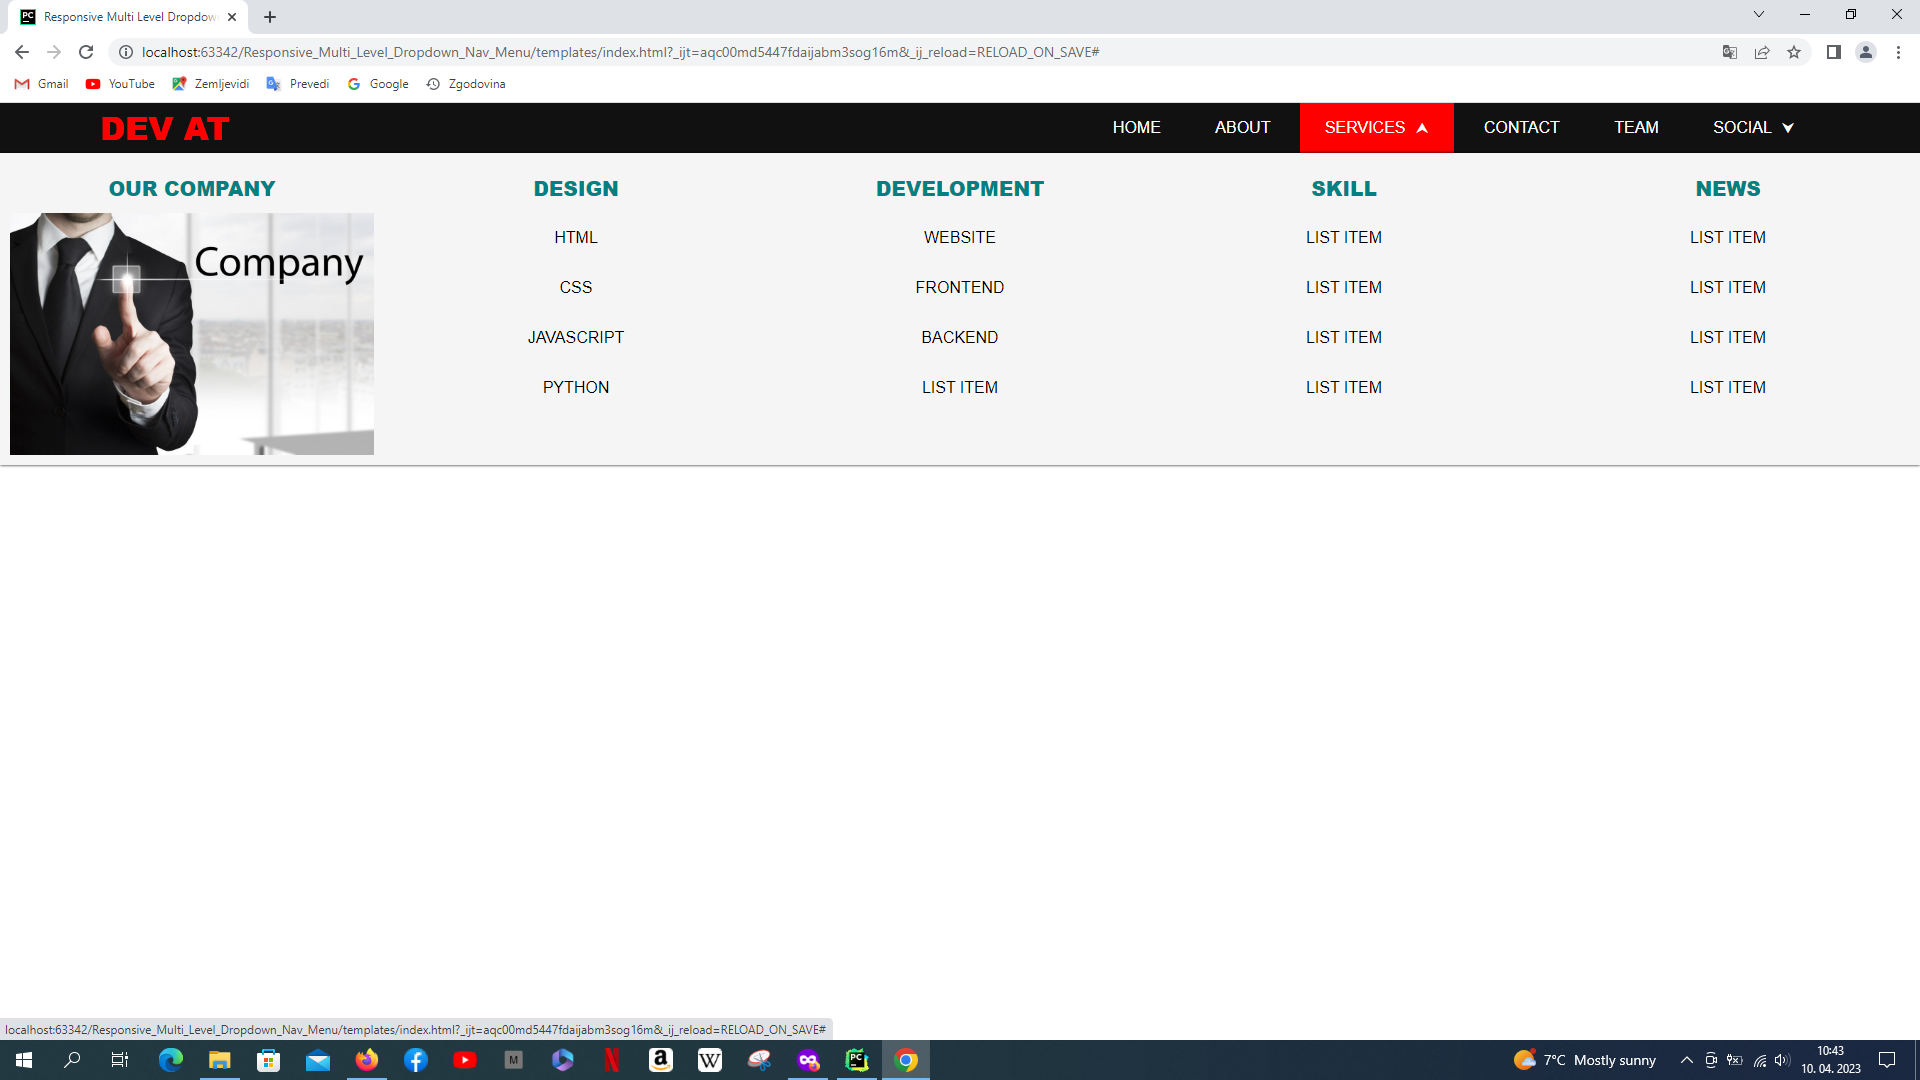 Responsive Multi Level Dropdow
localhost:63342/Responsive_Multi_Level_Dropdown_Nav_Menu/templates/index.html?_ijt=aqc00md5447fdaijabm3sog16m&_ij_reload=RELOAD_ON_SAVE#
Gmail YouTube Zemljevidi Prevedi Google Zgodovina
DEV AT HOME ABOUT SERVICES CONTACT TEAM SOCIAL
OUR COMPANY DESIGN DEVELOPMENT SKILL NEWS
Company
HTML WEBSITE LIST ITEM LIST ITEM
CSS FRONTEND LIST ITEM LIST ITEM
JAVASCRIPT BACKEND LIST ITEM LIST ITEM
PYTHON LIST ITEM LIST ITEM LIST ITEM
localhost:63342/Responsive_Multi_Level_Dropdown_Nav_Menu/templates/index.html?_ijt=aqc00md5447fdaijabm3sog16m&_ij_reload=RELOAD_ON_SAVE#
7°C Mostly sunny 10:43
10. 04. 2023